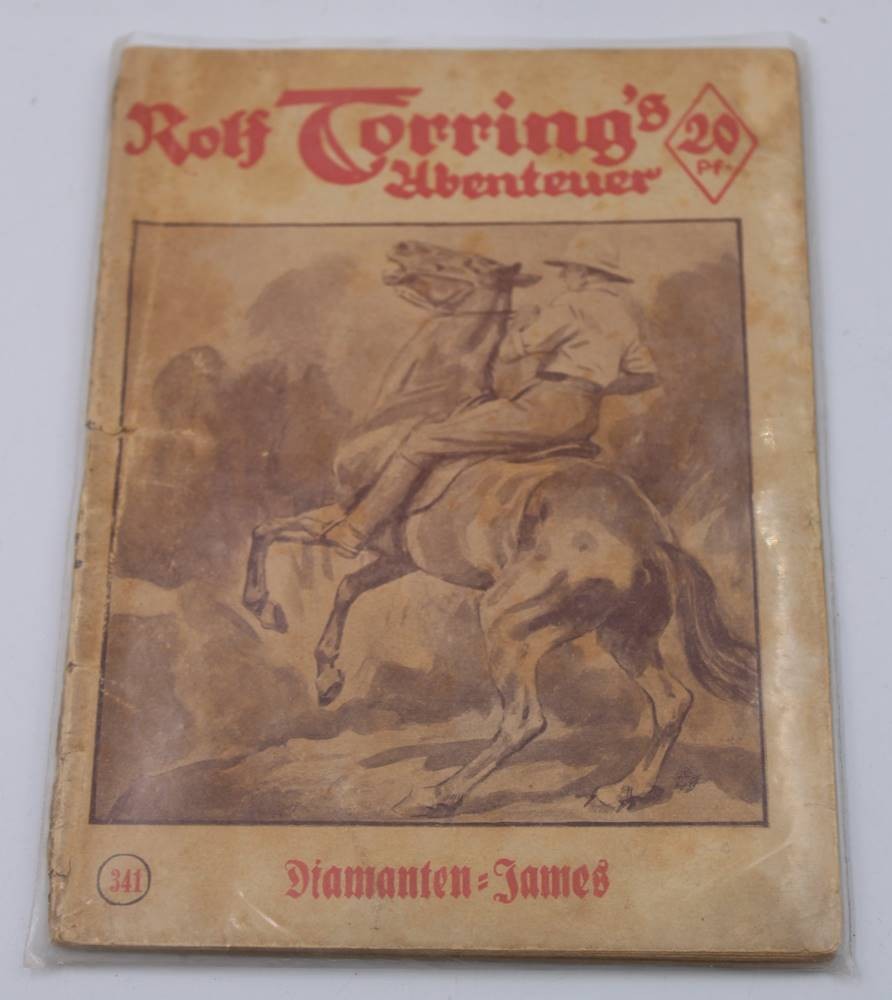 Rolf Torring's
Abenteuer
20
Pf.
341
Diamanten=James